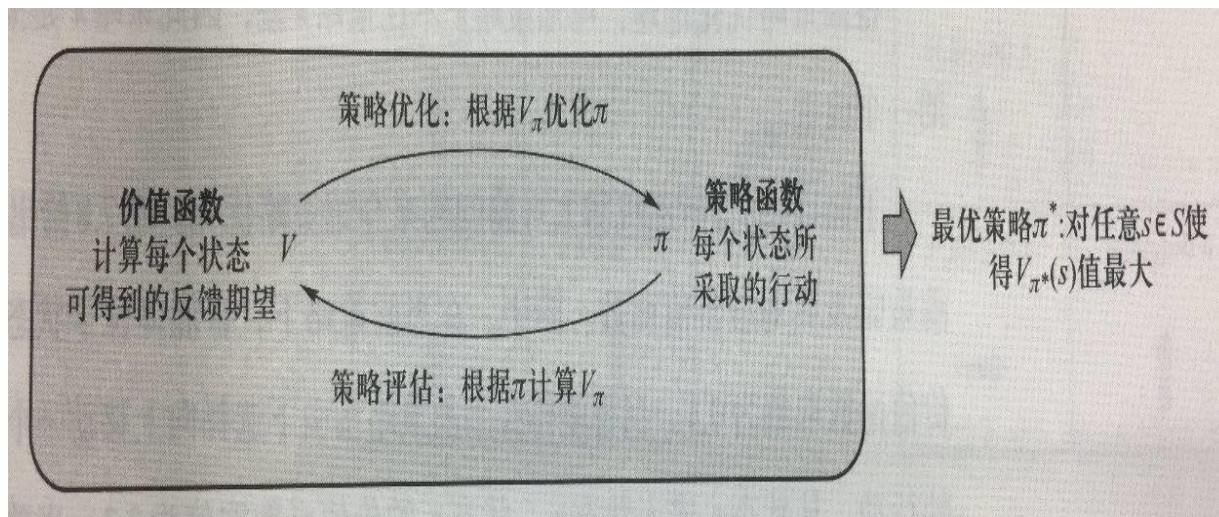 策略优化：根据Vπ优化π
价值函数
计算每个状态
可得到的反馈期望
V
π
策略函数
每个状态所
采取的行动
策略评估：根据π计算Vπ
最优策略π*:对任意s∈S使
得Vπ*(s)值最大